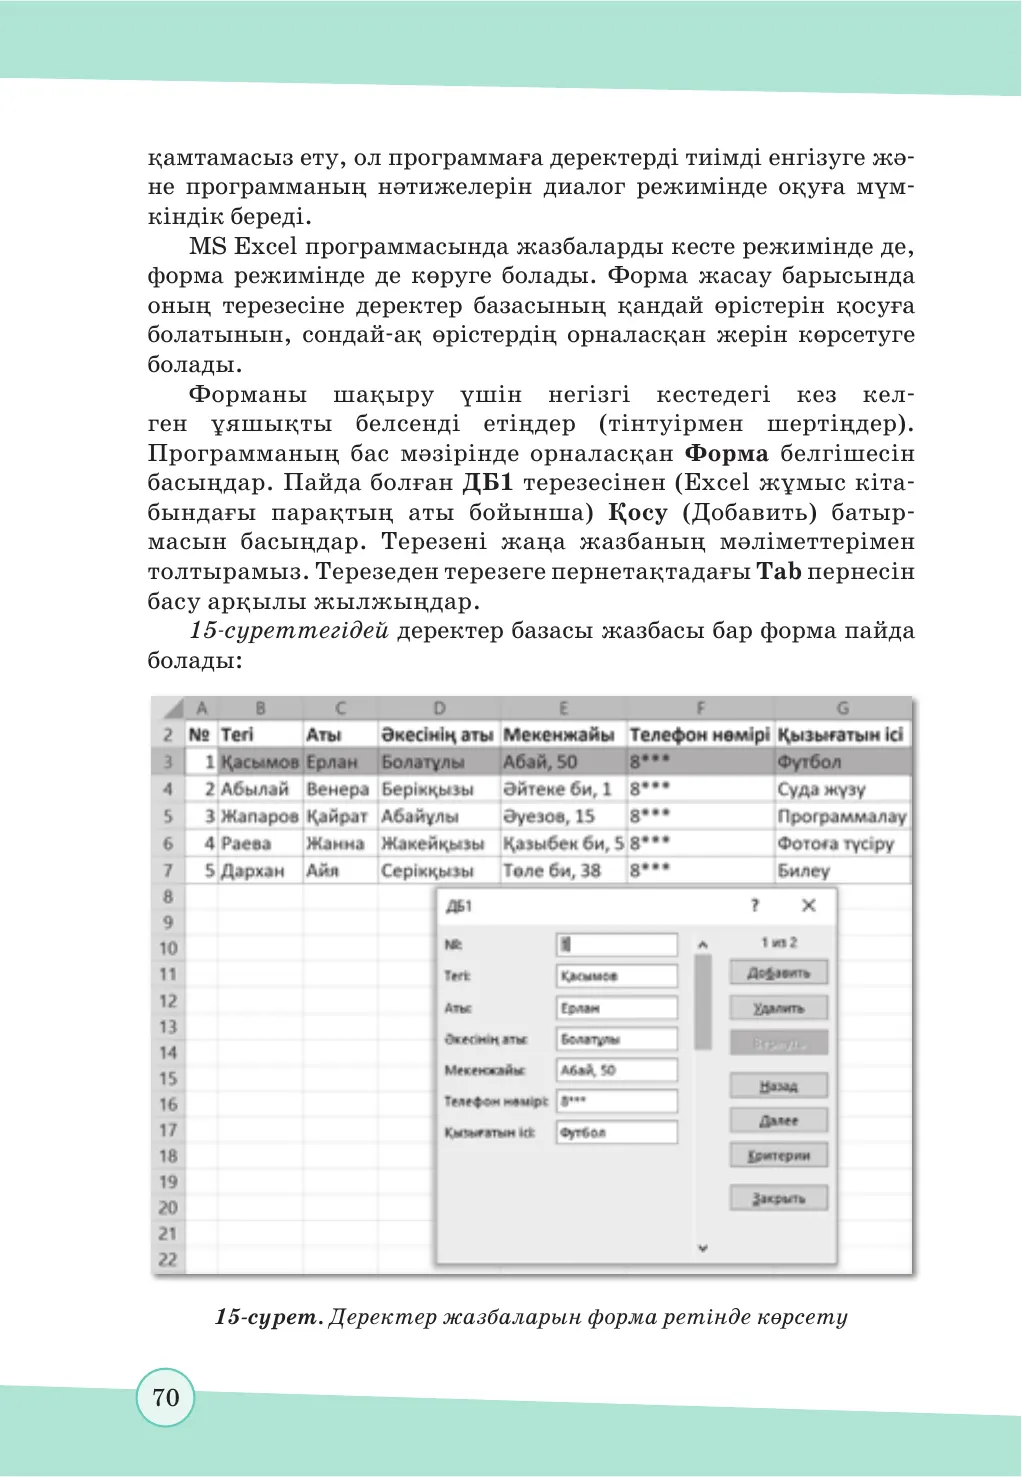 қамтамасыз ету, ол программаға деректерді тиімді енгізуге жә-
не программаның нәтижелерін диалог режимінде оқуға мүм-
кіндік береді.
MS Excel программасында жазбаларды кесте режимінде де,
форма режимінде де көруге болады. Форма жасау барысында
оның терезесіне деректер базасының қандай өрістерін қосуға
болатынын, сондай-ақ өрістердің орналасқан жерін көрсетуге
болады.
Форманы шақыру үшін негізгі кестедегі кез кел-
ген ұяшықты белсенді етіңдер (тінтуірмен шертіңдер).
Программаның бас мәзірінде орналасқан Форма белгішесін
басыңдар. Пайда болған ДБ1 терезесінен (Excel жұмыс кіта-
бындағы парақтың аты бойынша) Қосу (Добавить) батыр-
масын басыңдар. Терезені жаңа жазбаның мәліметтерімен
толтырамыз. Терезеден терезеге пернетақтадағы Tab пернесін
басу арқылы жылжыңдар.
15-суреттегідей деректер базасы жазбасы бар форма пайда
болады:
A B C D E F G
2 № Тегі Аты Әкесінің аты Мекенжайы Телефон нөмірі Қызығатын ісі
3 1 Қасымов Ерлан Болатұлы Абай, 50 8*** Футбол
4 2 Абылай Венера Беріққызы Әйтеке би, 1 8*** Суда жүзу
5 3 Жапаров Қайрат Абайұлы Әуезов, 15 8*** Программалау
6 4 Раева Жанна Жакейқызы Қазыбек би, 5 8*** Фотоға түсіру
7 5 Дархан Айя Серікқызы Төле би, 38 8*** Билеу
8
9
10
11
12
13
14
15
16
17
18
19
20
21
22
ДБ1 ? ×
№: 1 из 2
Тегі: Қасымов Добавить
Аты: Ерлан Удалить
Әкесінің аты: Болатұлы Вернуть
Мекенжайы: Абай, 50
Назад
Телефон нөмірі: 8***
Далее
Қызығатын ісі: Футбол
Критерии
Закрыть
15-сурет. Деректер жазбаларын форма ретінде көрсету
70